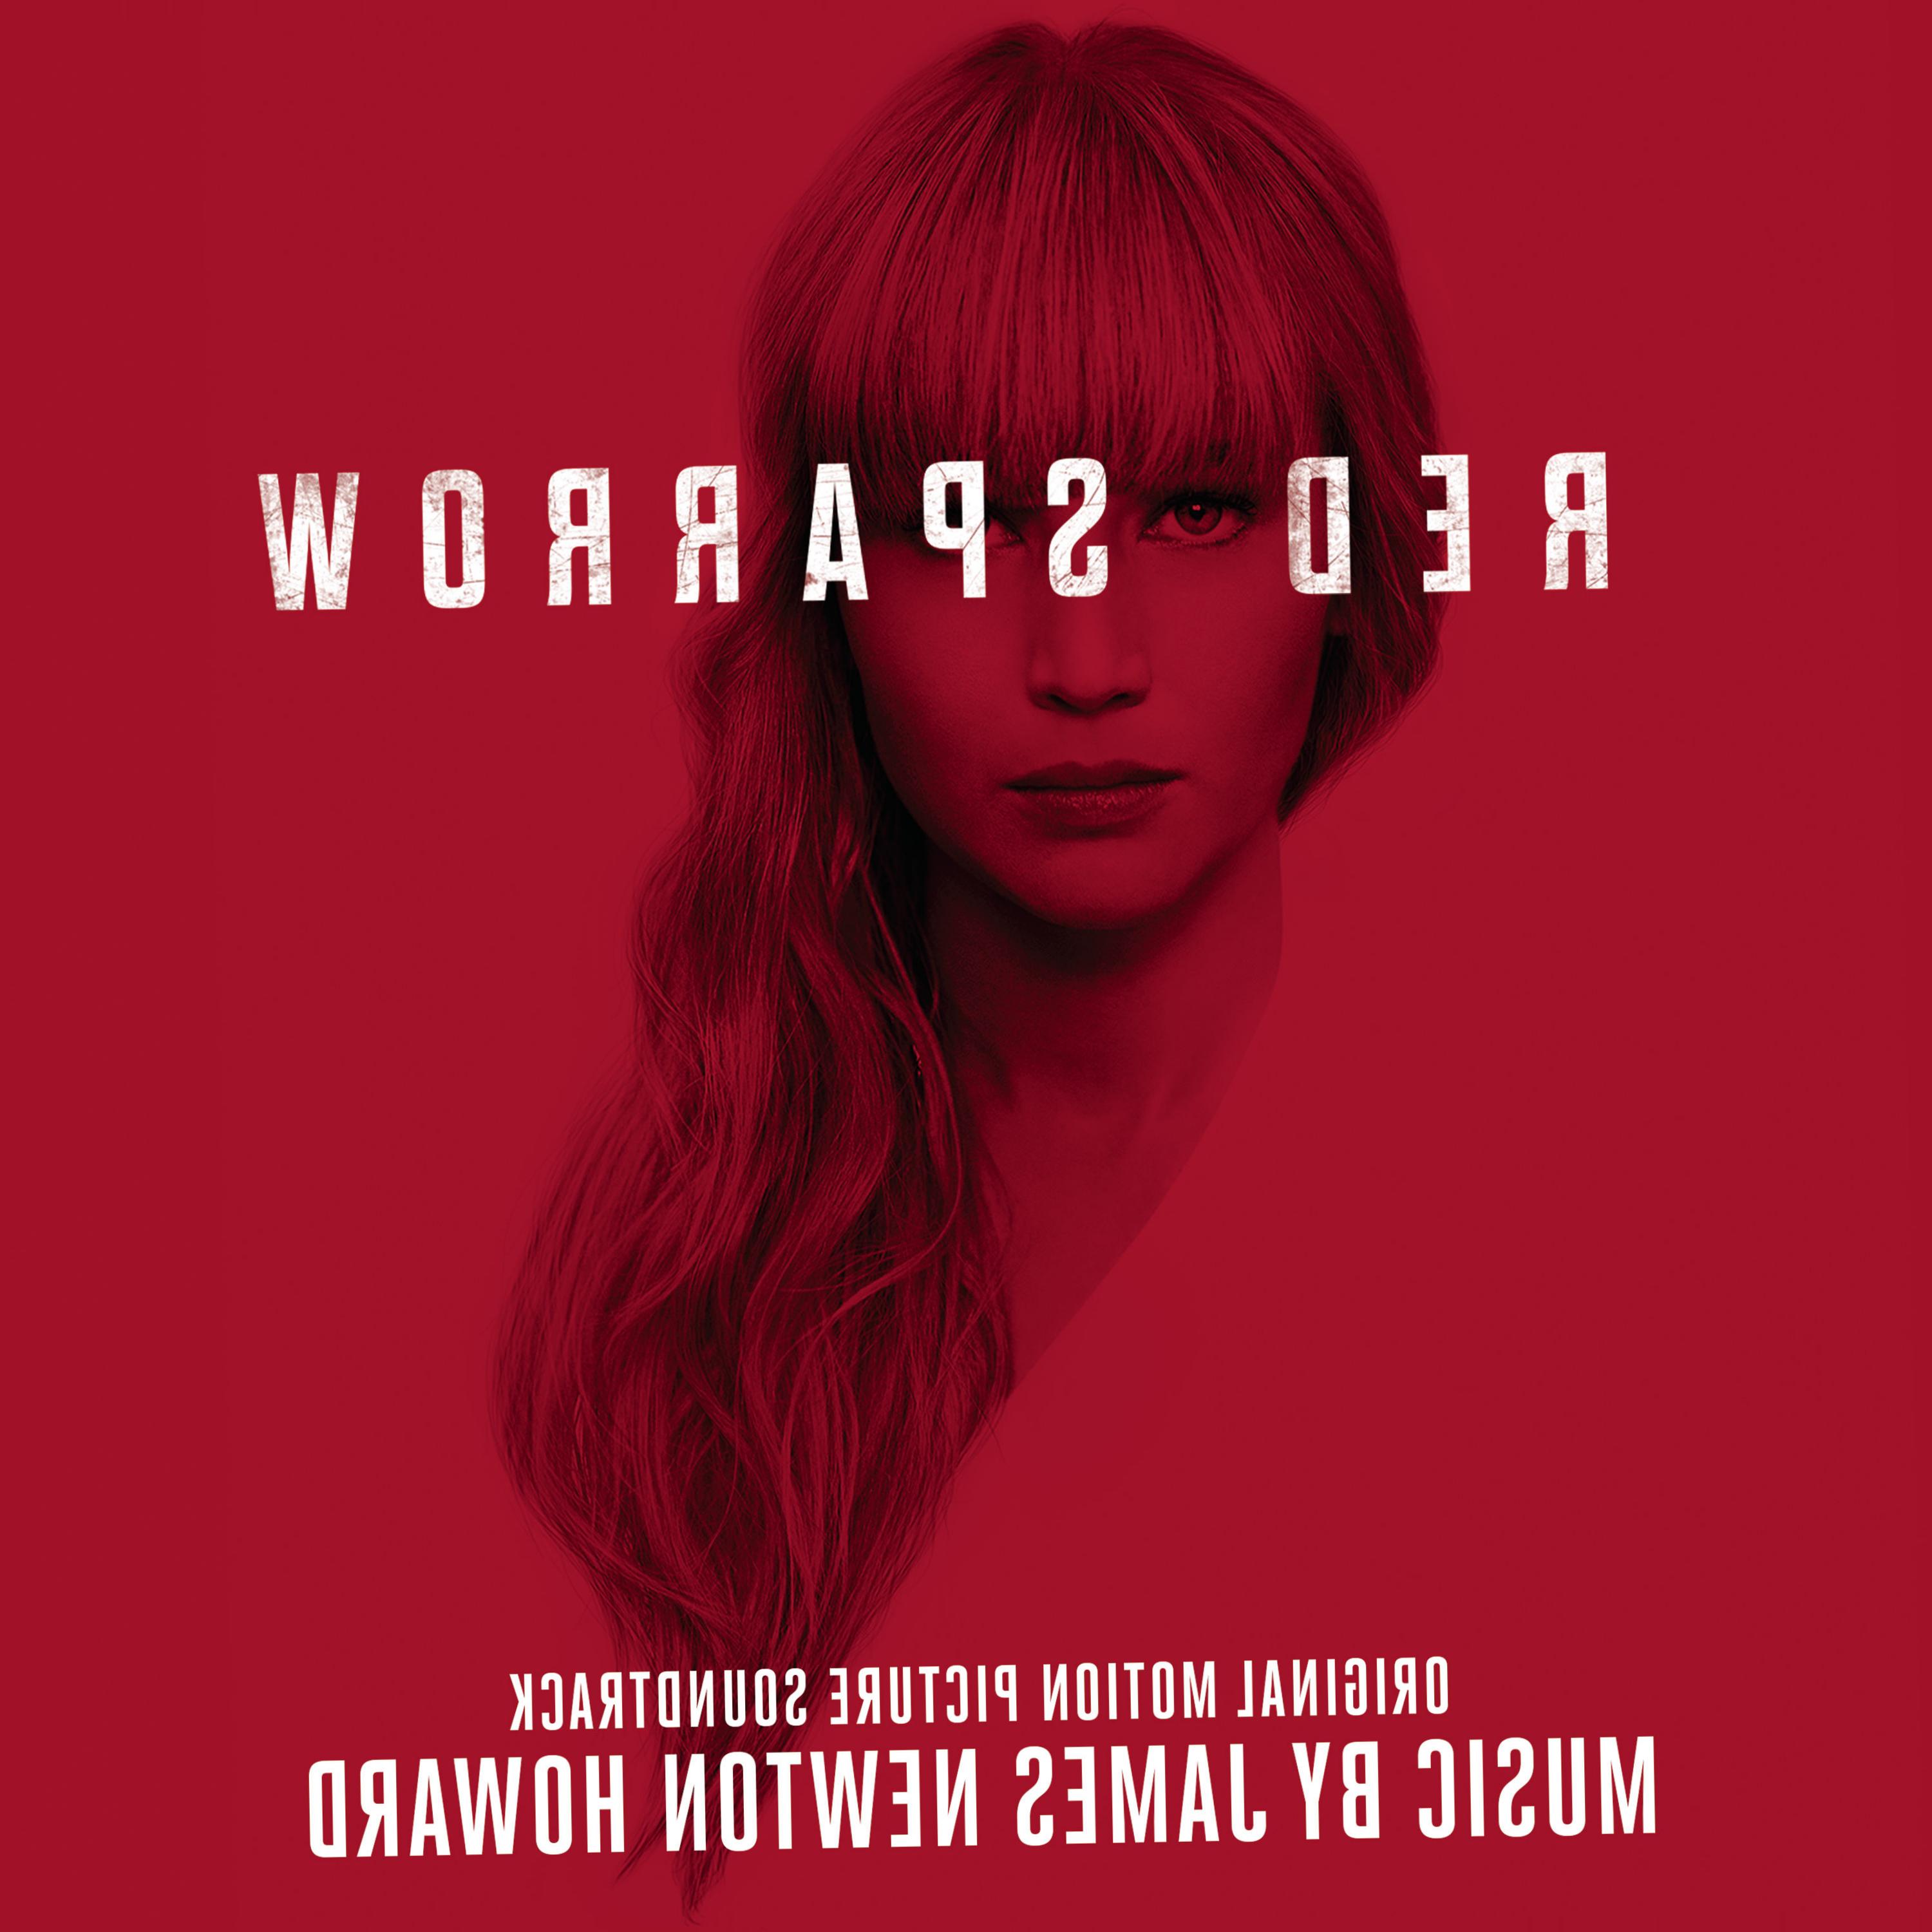 RED SPARROW
ORIGINAL MOTION PICTURE SOUNDTRACK
MUSIC BY JAMES NEWTON HOWARD